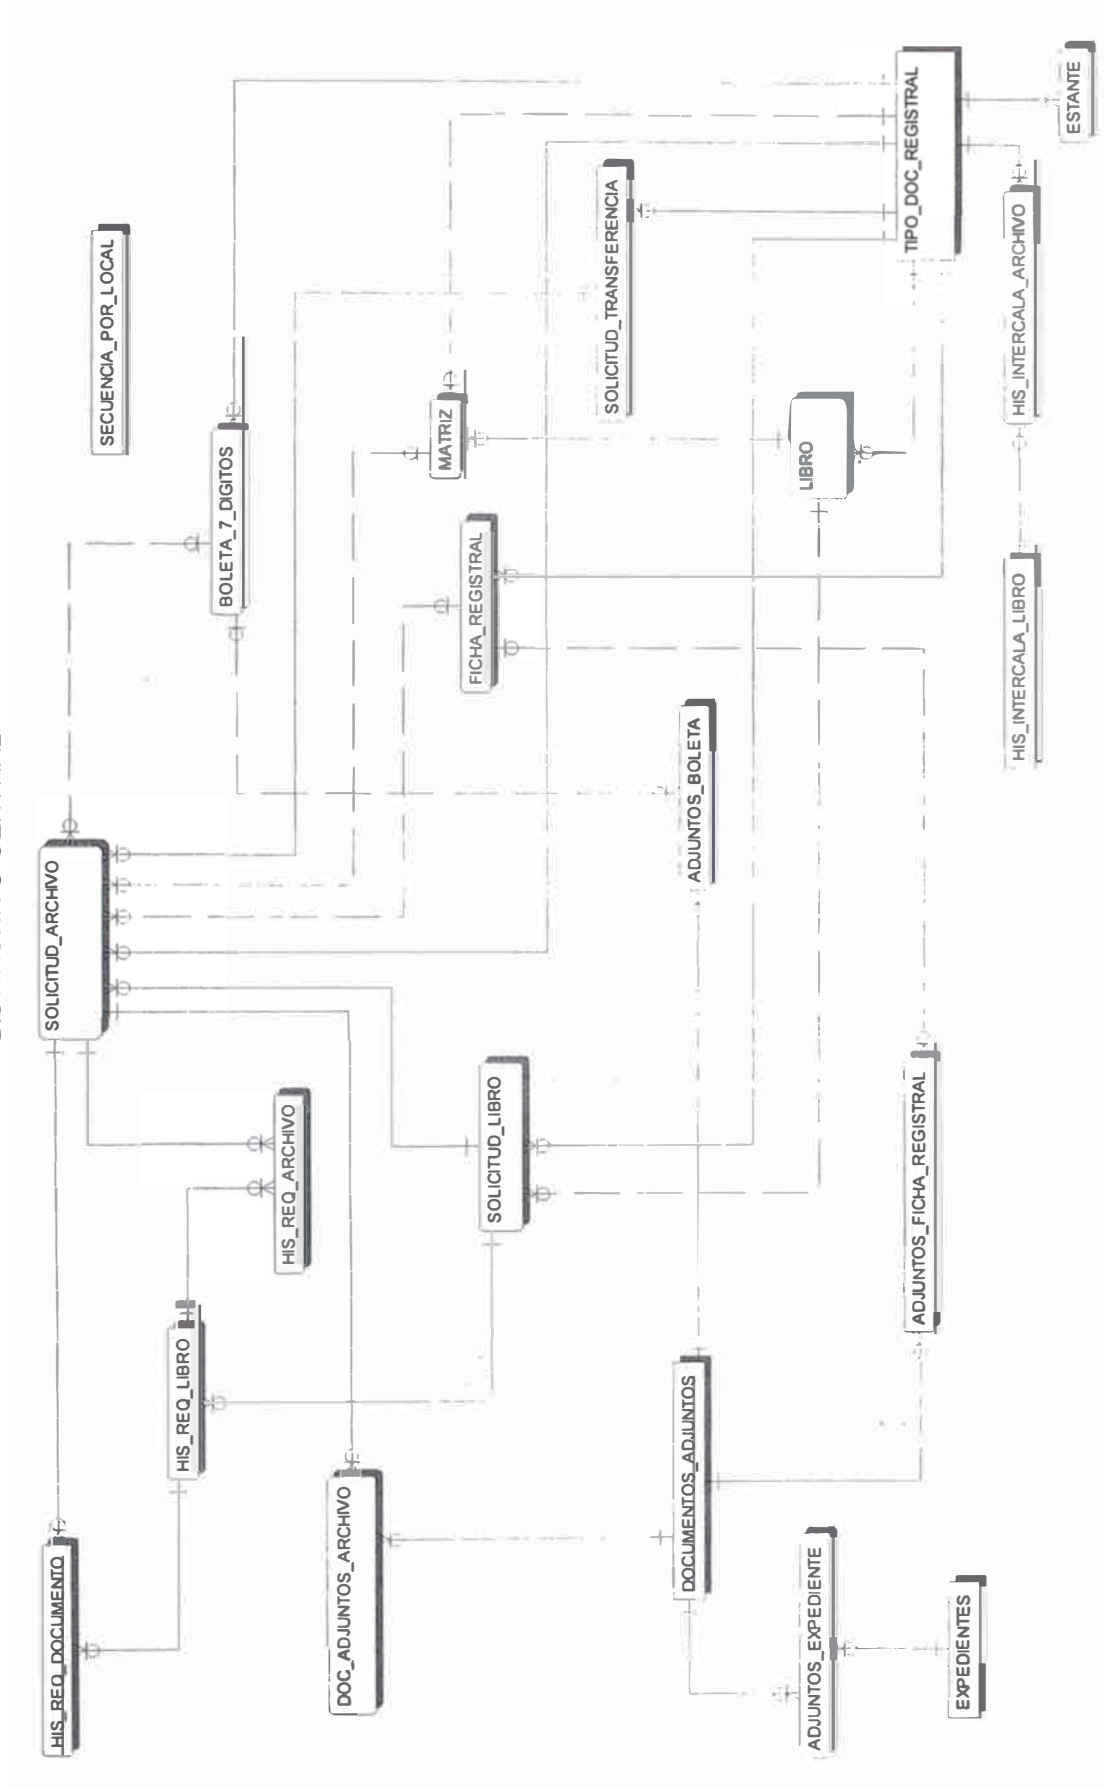 HIS_REQ_DOCUMENTO
SOLICITUD_ARCHIVO
SECUENCIA_POR_LOCAL
HIS_REQ_LIBRO
BOLETA_7_DIGITOS
HIS_REQ_ARCHIVO
DOC_ADJUNTOS_ARCHIVO
MATRIZ
FICHA_REGISTRAL
SOLICITUD_LIBRO
SOLICITUD_TRANSFERENCIA
DOCUMENTOS_ADJUNTOS
ADJUNTOS_BOLETA
LIBRO
ADJUNTOS_EXPEDIENTE
TIPO_DOC_REGISTRAL
ADJUNTOS_FICHA_REGISTRAL
EXPEDIENTES
HIS_INTERCALA_LIBRO
HIS_INTERCALA_ARCHIVO
ESTANTE